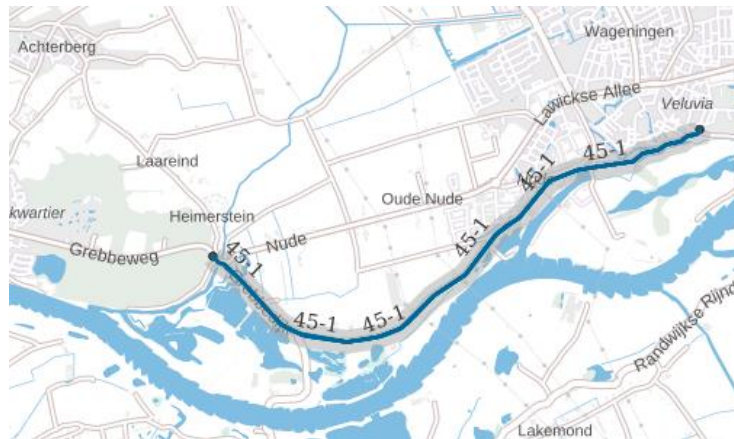 Wageningen
Achterberg
Lawickse Allee
Veluvia
Laareind
45-1
45-1
Oude Nude
kwartier
Heimerstein
Nude
45-1
Grebbeweg
45-1
45-1
45-1
Randwijkse Rijnd
Lakemond